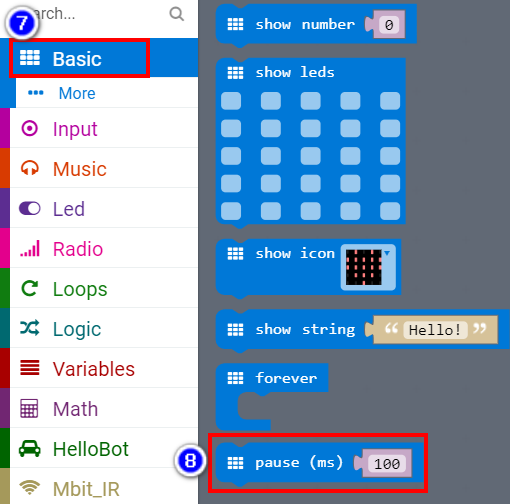 7
rch...
Basic
More
Input
Music
Led
Radio
Loops
Logic
Variables
Math
HelloBot
Mbit_IR
show number 0
show leds
show icon
show string “ Hello! ”
forever
8
pause (ms) 100